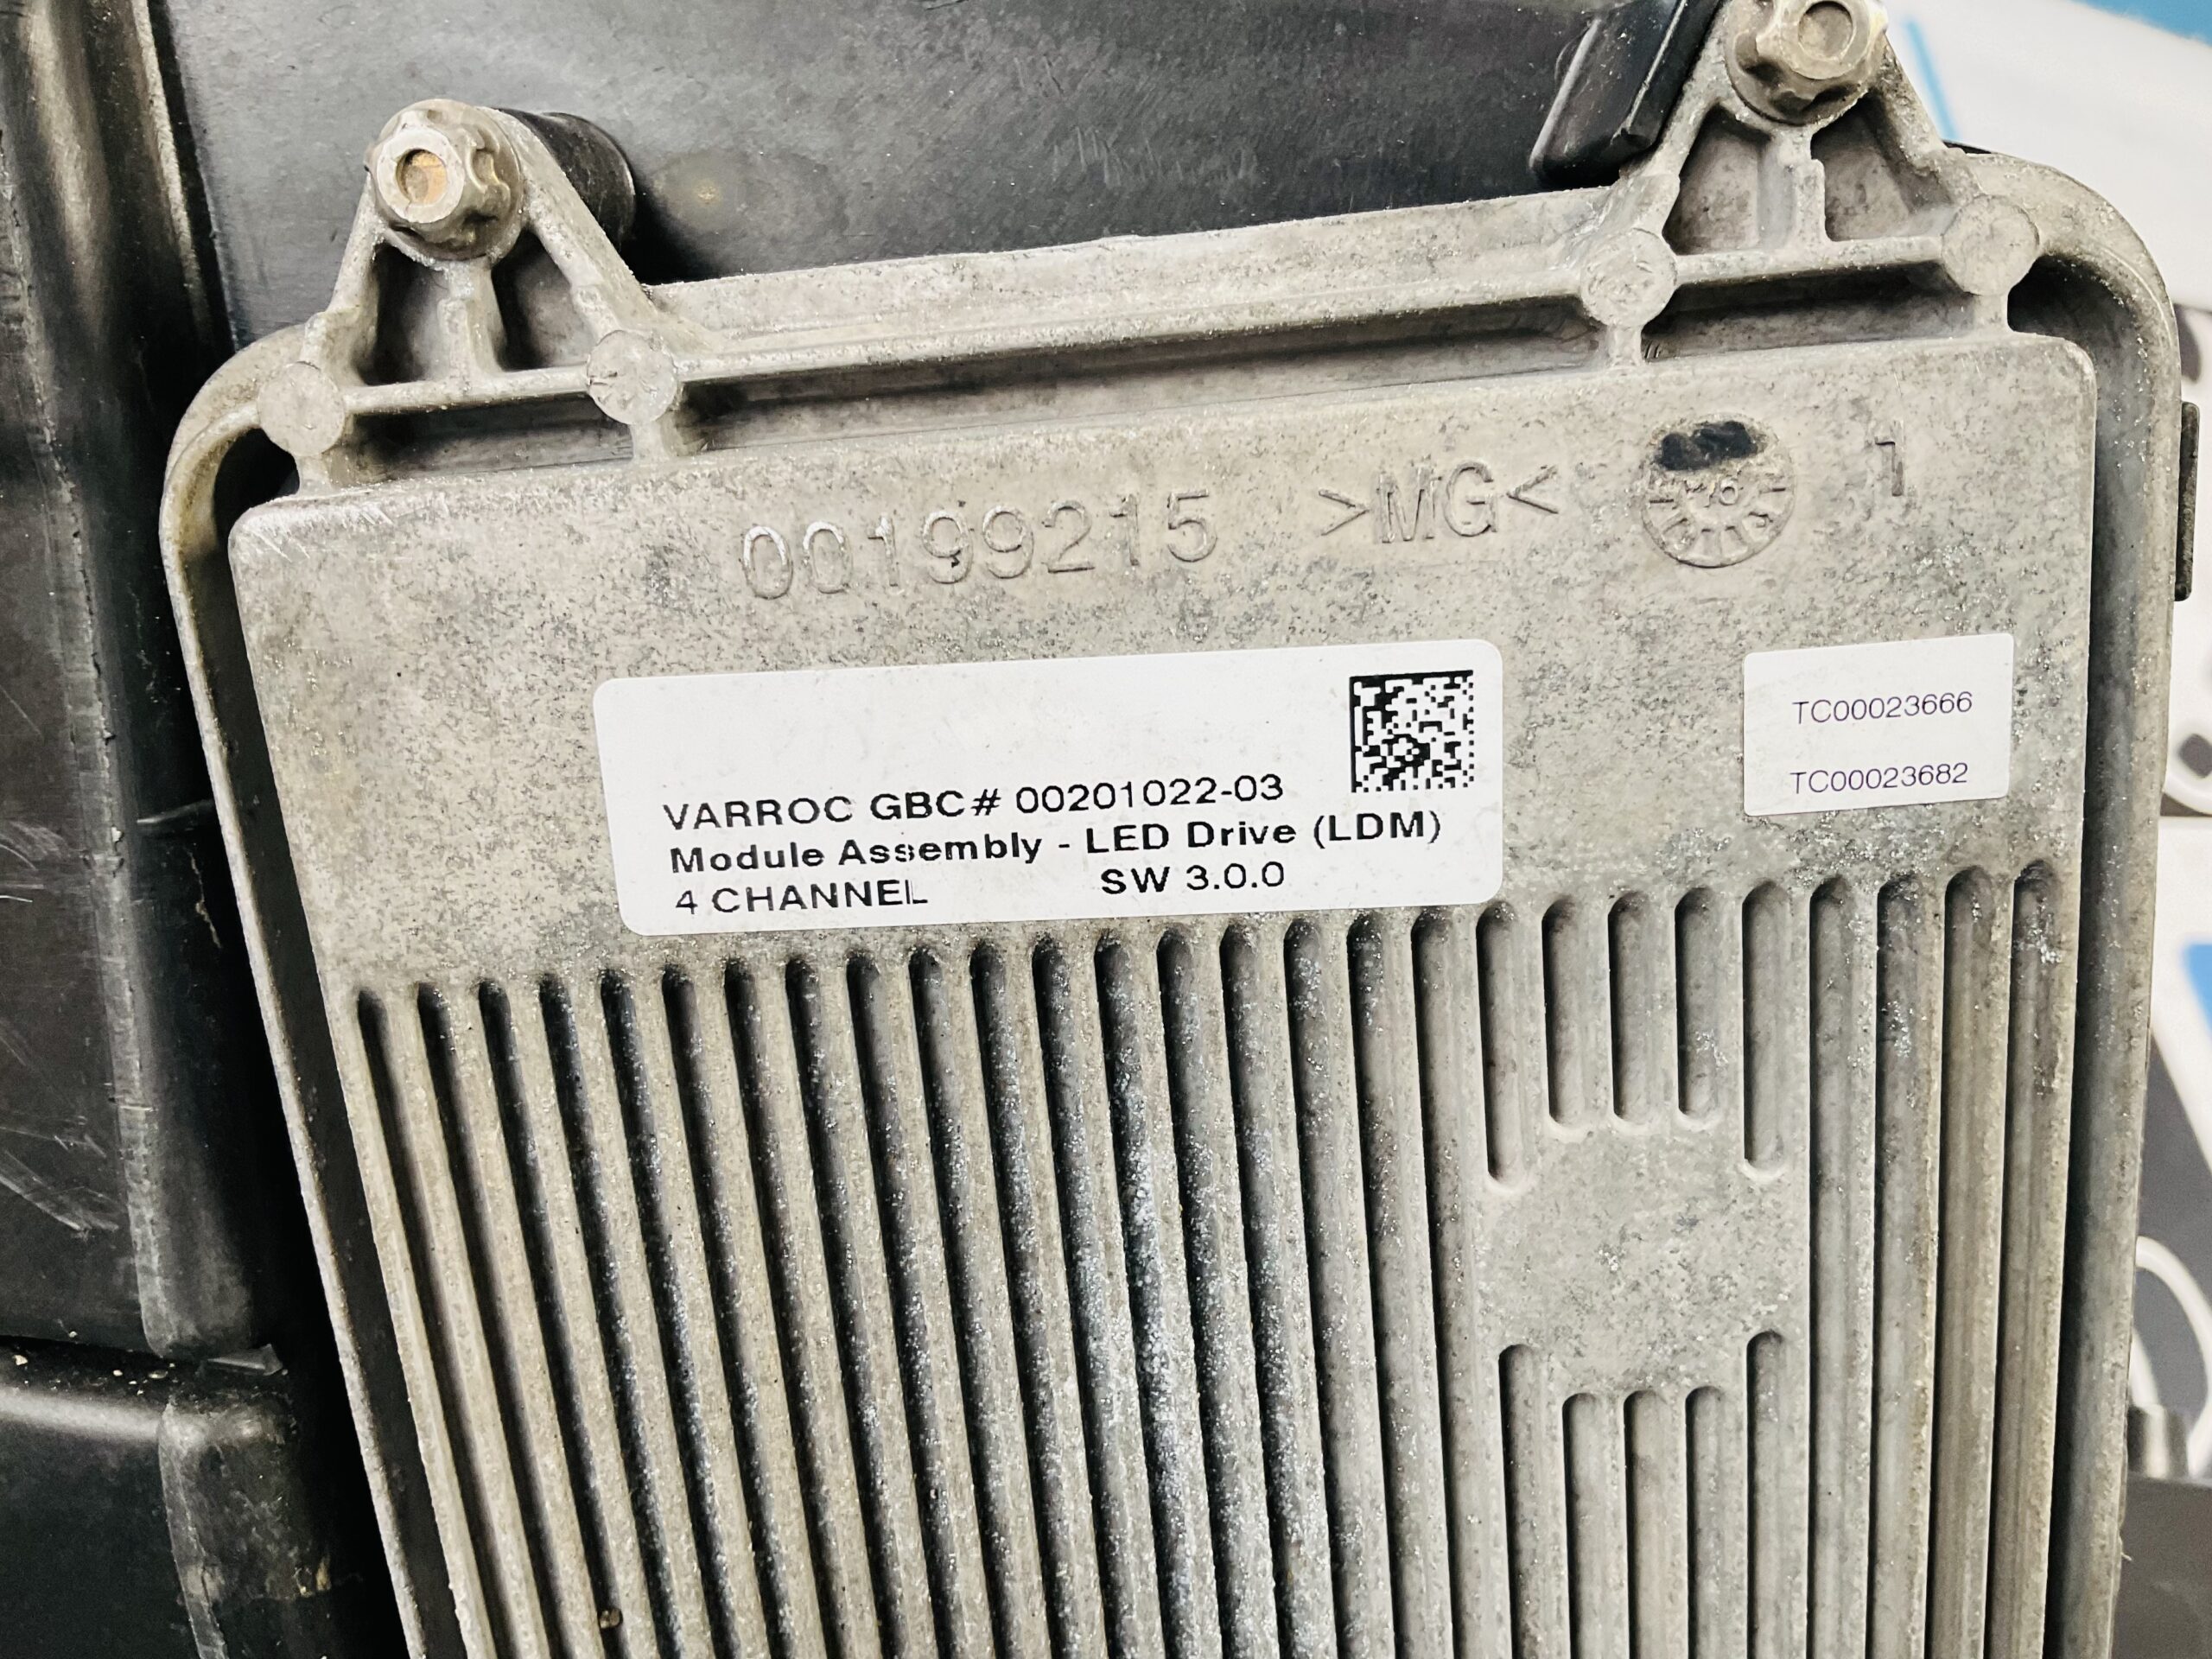 00199215 >MG< 1
VARROC GBC# 00201022-03
Module Assembly - LED Drive (LDM)
4 CHANNEL SW 3.0.0
TC00023666
TC00023682